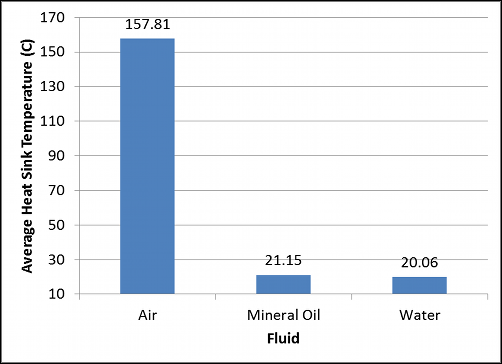 Average Heat Sink Temperature (C)
170
150
130
110
90
70
50
30
10
157.81
21.15
20.06
Air
Mineral Oil
Water
Fluid